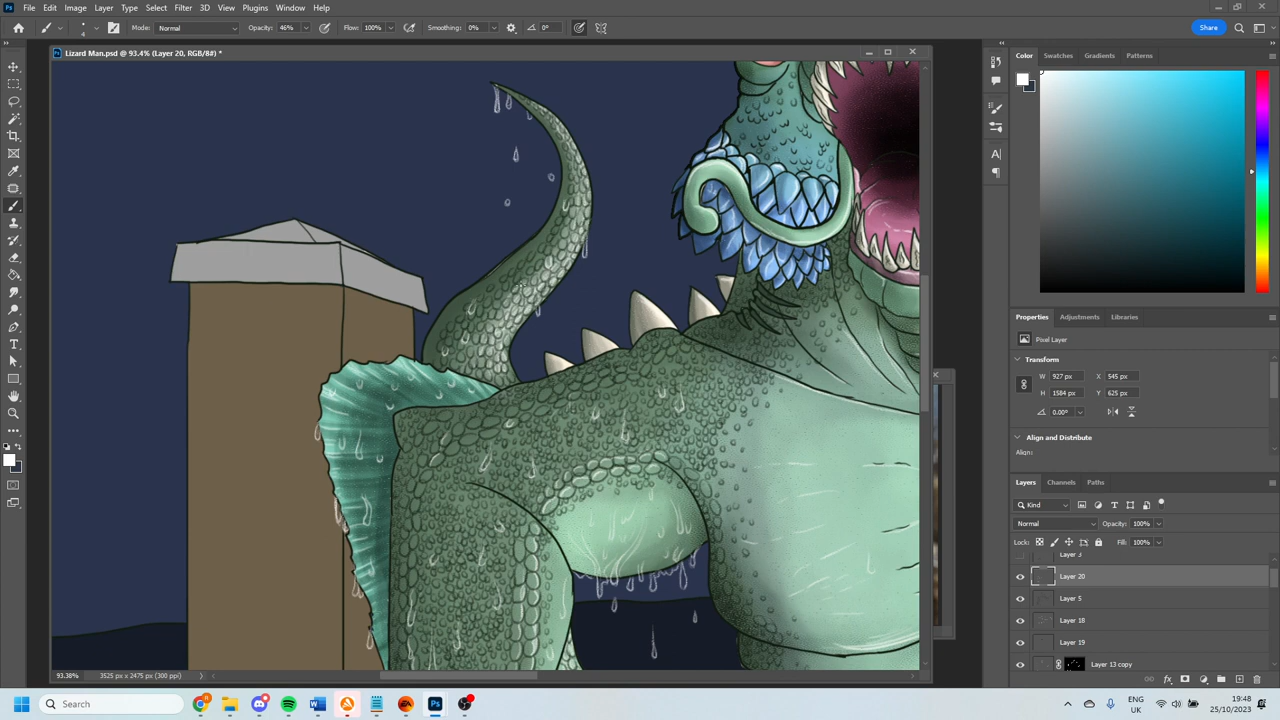 File Edit Image Layer Type Select Filter 3D View Plugins Window Help
Mode: Normal Opacity: 46% Flow: 100% Smoothing: 0% 0° Share
4
Lizard Man.psd @ 93.4% (Layer 20, RGB/8#) *
Color Swatches Gradients Patterns
Properties Adjustments Libraries
Pixel Layer
Transform
W 927 px X 545 px
H 1584 px Y 625 px
0.00°
Align and Distribute
Align:
Layers Channels Paths
Kind
Normal Opacity: 100%
Lock: Fill: 100%
Layer 3
Layer 20
Layer 5
Layer 18
Layer 19
Layer 13 copy
93.38% 3525 px x 2475 px (300 ppi)
Search
ENG
UK
19:48
25/10/2023